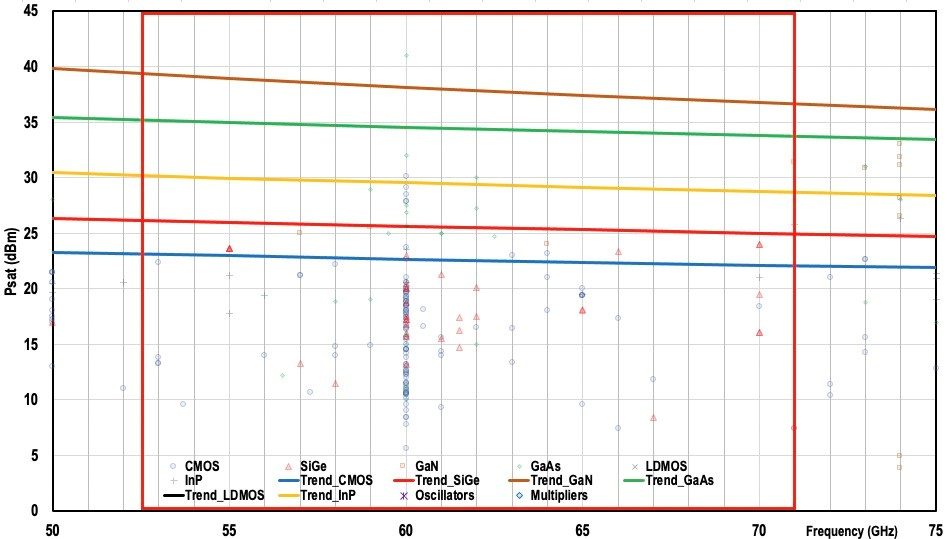 45
40
35
30
25
20
15
10
5
0
Psat (dBm)
CMOS SiGe GaN GaAs LDMOS
InP Trend_CMOS Trend_SiGe Trend_GaN Trend_GaAs
Trend_LDMOS Trend_InP Oscillators Multipliers
50 55 60 65 70 Frequency (GHz) 75